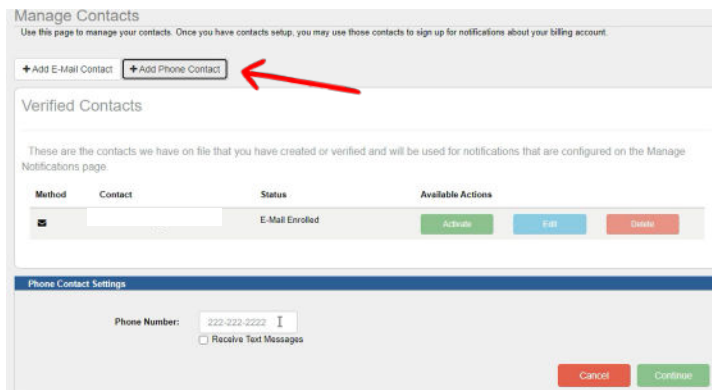 Manage Contacts
Use this page to manage your contacts. Once you have contacts setup, you may use those contacts to sign up for notifications about your billing account.
+Add E-Mail Contact +Add Phone Contact
Verified Contacts
These are the contacts we have on file that you have created or verified and will be used for notifications that are configured on the Manage
Notifications page.
Method Contact Status Available Actions
E-Mail Enrolled Activate Edit Delete
Phone Contact Settings
Phone Number: 222-222-2222
Receive Text Messages
Cancel Continue